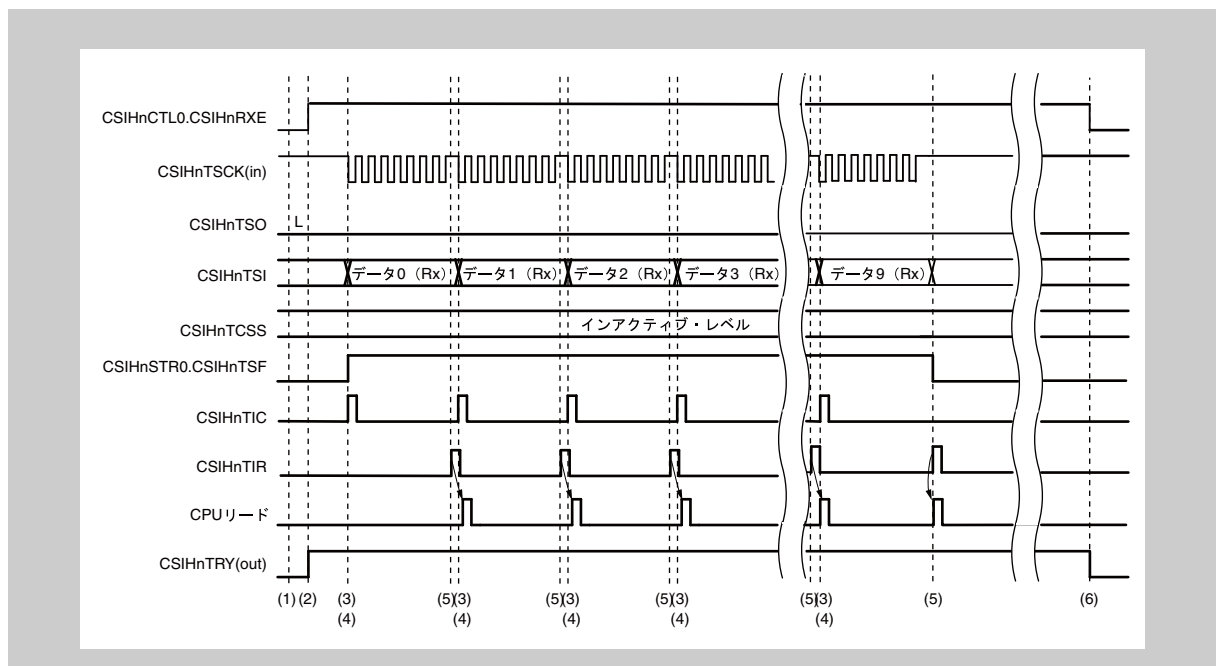 CSIHnCTL0.CSIHnRXE
CSIHnTSCK(in)
CSIHnTSO
L
CSIHnTSI
データ0（Rx）
データ1（Rx）
データ2（Rx）
データ3（Rx）
データ9（Rx）
CSIHnTCSS
インアクティブ・レベル
CSIHnSTR0.CSIHnTSF
CSIHnTIC
CSIHnTIR
CPUリード
CSIHnTRY(out)
(1) (2) (3) (5)(3) (5)(3) (5)(3) (5)(3) (5) (6)
(4) (4) (4) (4) (4)